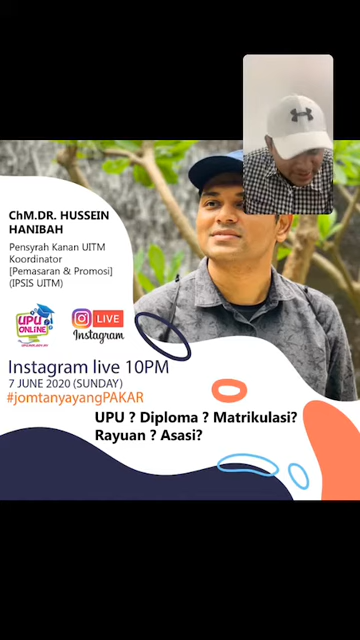 ChM.DR. HUSSEIN
HANIBAH
Pensyrah Kanan UITM
Koordinator
[Pemasaran & Promosi]
(IPSIS UITM)
UPU
ONLINE
LIVE
Instagram
Instagram live 10PM
7 JUNE 2020 (SUNDAY)
#jomtanyayangPAKAR
UPU ? Diploma ? Matrikulasi?
Rayuan ? Asasi?